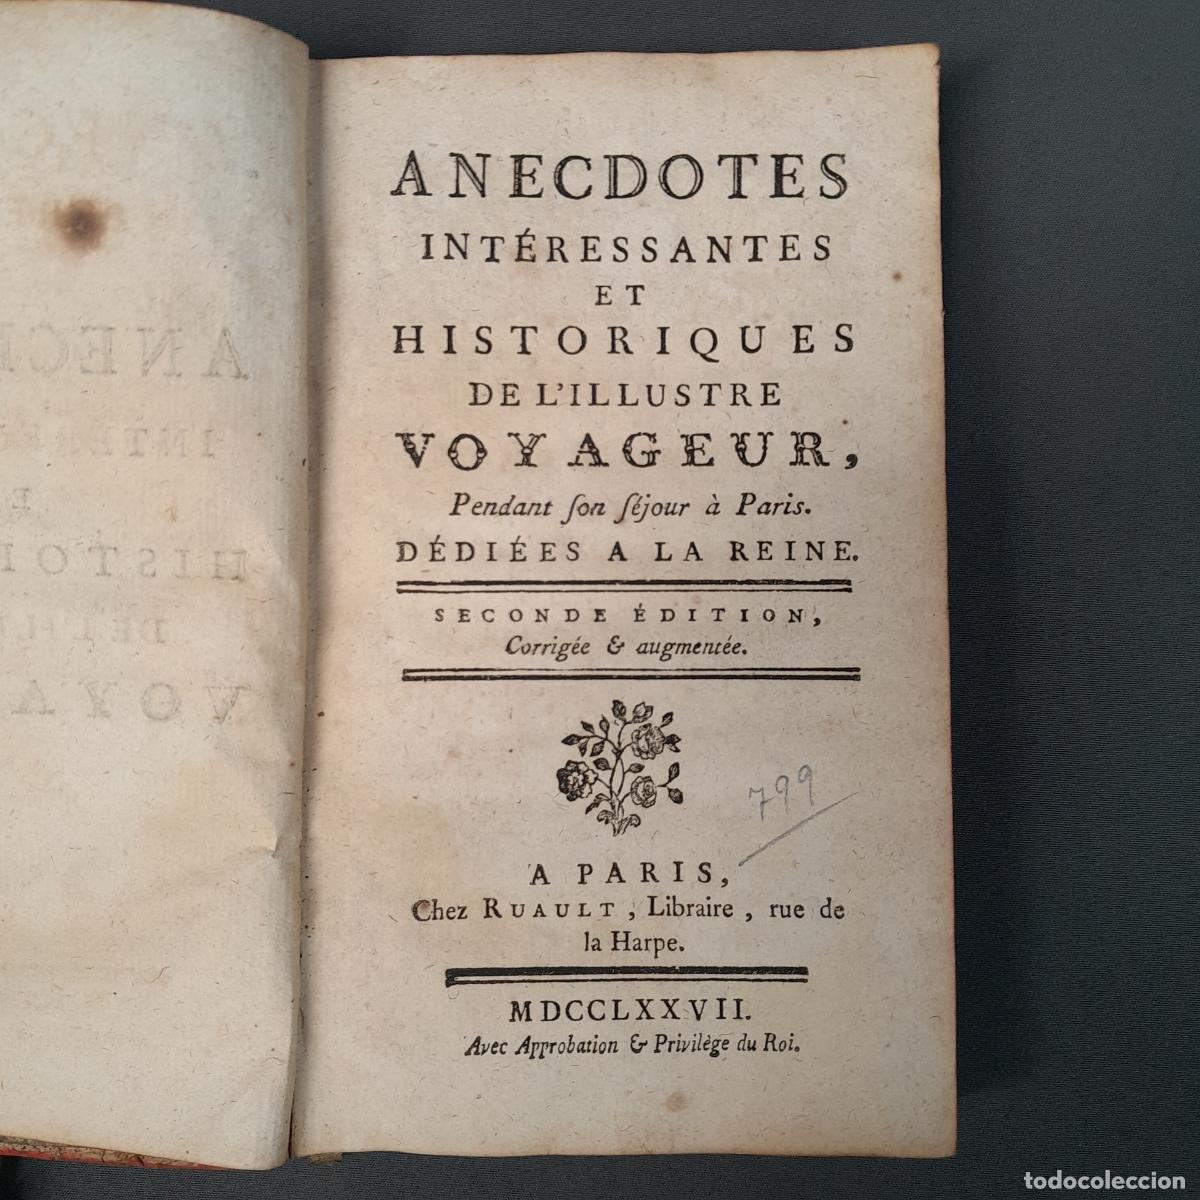 ANECDOTES
INTÉRESSANTES
ET
HISTORIQUES
DE L'ILLUSTRE
VOYAGEUR,
Pendant ſon ſéjour à Paris.
DÉDIÉES A LA REINE.
SECONDE ÉDITION,
Corrigée & augmentée.
799
A PARIS,
Chez RUAULT, Libraire, rue de
la Harpe.
MDCCLXXVII.
Avec Approbation & Privilège du Roi.
todocoleccion